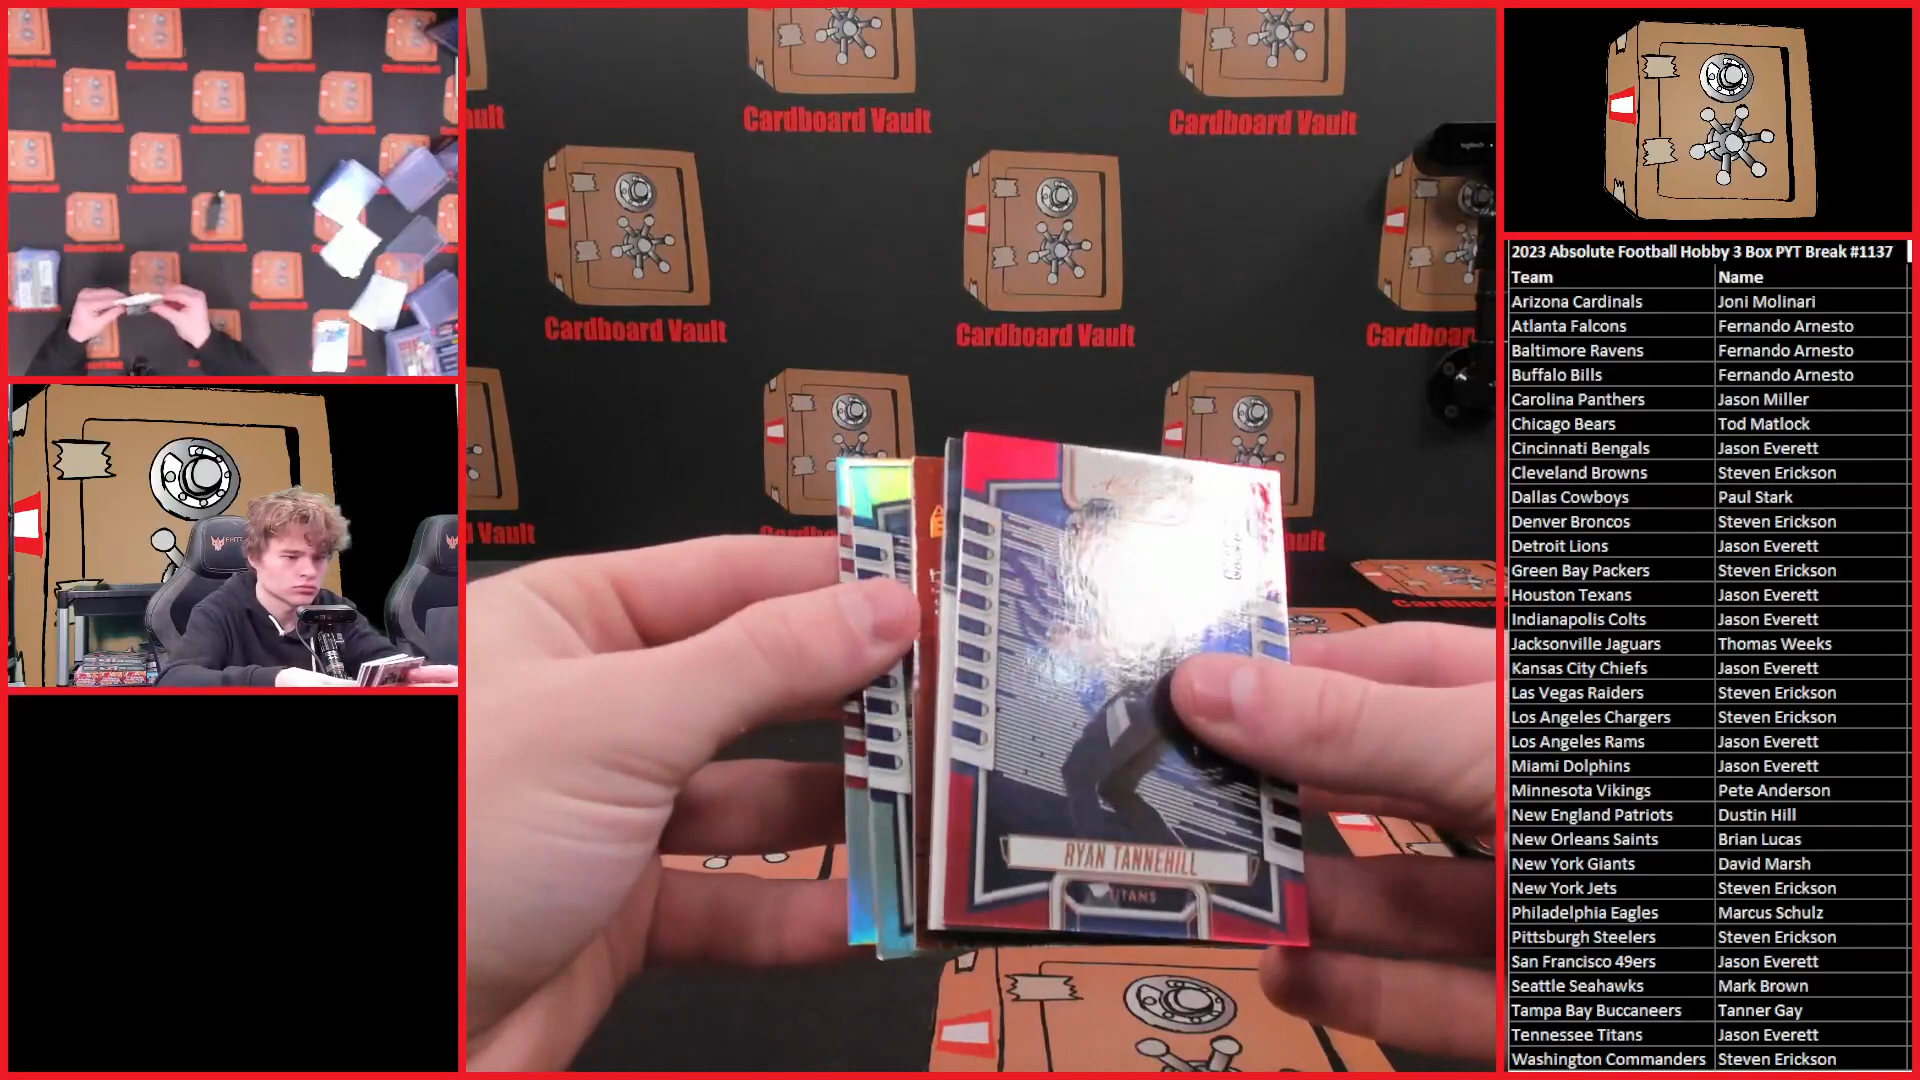 Cardboard Vault
Cardboard Vault
Cardboard Vault
Cardboard Vault
RYAN TANNEHILL
TITANS
2023 Absolute Football Hobby 3 Box PYT Break #1137
Team Name
Arizona Cardinals Joni Molinari
Atlanta Falcons Fernando Arnesto
Baltimore Ravens Fernando Arnesto
Buffalo Bills Fernando Arnesto
Carolina Panthers Jason Miller
Chicago Bears Tod Matlock
Cincinnati Bengals Jason Everett
Cleveland Browns Steven Erickson
Dallas Cowboys Paul Stark
Denver Broncos Steven Erickson
Detroit Lions Jason Everett
Green Bay Packers Steven Erickson
Houston Texans Jason Everett
Indianapolis Colts Jason Everett
Jacksonville Jaguars Thomas Weeks
Kansas City Chiefs Jason Everett
Las Vegas Raiders Steven Erickson
Los Angeles Chargers Steven Erickson
Los Angeles Rams Jason Everett
Miami Dolphins Jason Everett
Minnesota Vikings Pete Anderson
New England Patriots Dustin Hill
New Orleans Saints Brian Lucas
New York Giants David Marsh
New York Jets Steven Erickson
Philadelphia Eagles Marcus Schulz
Pittsburgh Steelers Steven Erickson
San Francisco 49ers Jason Everett
Seattle Seahawks Mark Brown
Tampa Bay Buccaneers Tanner Gay
Tennessee Titans Jason Everett
Washington Commanders Steven Erickson